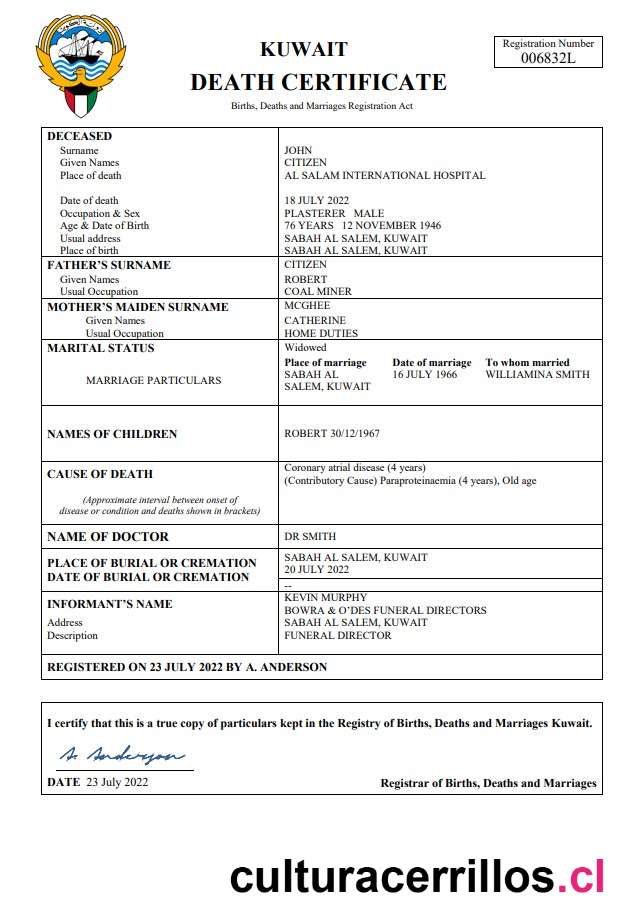 KUWAIT
DEATH CERTIFICATE
Births, Deaths and Marriages Registration Act
Registration Number
006832L
DECEASED
Surname JOHN
Given Names CITIZEN
Place of death AL SALAM INTERNATIONAL HOSPITAL
Date of death 18 JULY 2022
Occupation & Sex PLASTERER MALE
Age & Date of Birth 76 YEARS 12 NOVEMBER 1946
Usual address SABAH AL SALEM, KUWAIT
Place of birth SABAH AL SALEM, KUWAIT
FATHER'S SURNAME CITIZEN
Given Names ROBERT
Usual Occupation COAL MINER
MOTHER'S MAIDEN SURNAME MCGHEE
Given Names CATHERINE
Usual Occupation HOME DUTIES
MARITAL STATUS Widowed
Place of marriage Date of marriage To whom married
MARRIAGE PARTICULARS SABAH AL 16 JULY 1966 WILLIAMINA SMITH
SALEM, KUWAIT
NAMES OF CHILDREN ROBERT 30/12/1967
CAUSE OF DEATH Coronary atrial disease (4 years)
(Contributory Cause) Paraproteinaemia (4 years), Old age
(Approximate interval between onset of
disease or condition and deaths shown in brackets)
NAME OF DOCTOR DR SMITH
PLACE OF BURIAL OR CREMATION SABAH AL SALEM, KUWAIT
DATE OF BURIAL OR CREMATION 20 JULY 2022
--
INFORMANT'S NAME KEVIN MURPHY
BOWRA & O'DES FUNERAL DIRECTORS
Address SABAH AL SALEM, KUWAIT
Description FUNERAL DIRECTOR
REGISTERED ON 23 JULY 2022 BY A. ANDERSON
I certify that this is a true copy of particulars kept in the Registry of Births, Deaths and Marriages Kuwait.
A. Anderson
DATE 23 July 2022
Registrar of Births, Deaths and Marriages
culturacerrillos.cl